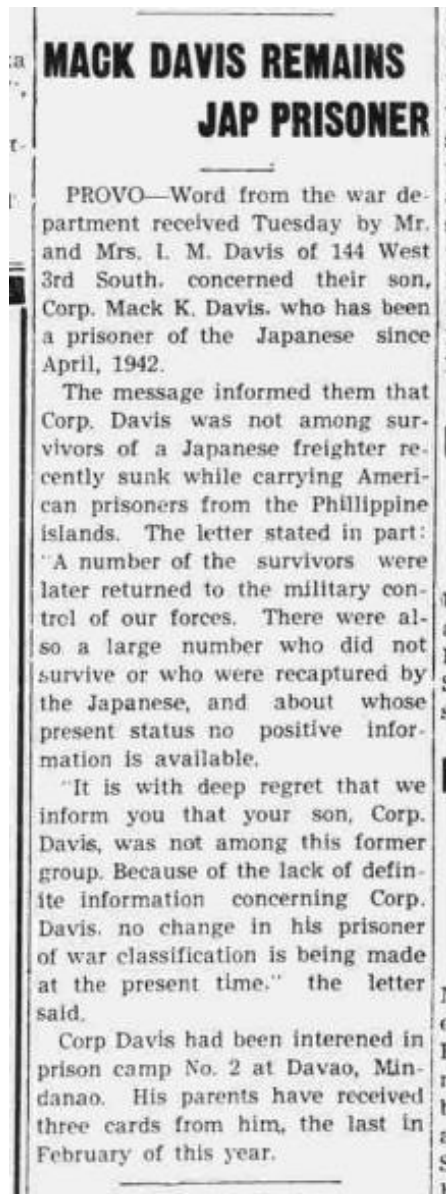 MACK DAVIS REMAINS
JAP PRISONER
PROVO—Word from the war de-
partment received Tuesday by Mr.
and Mrs. I. M. Davis of 144 West
3rd South. concerned their son,
Corp. Mack K. Davis. who has been
a prisoner of the Japanese since
April, 1942.
The message informed them that
Corp. Davis was not among sur-
vivors of a Japanese freighter re-
cently sunk while carrying Ameri-
can prisoners from the Phillippine
islands. The letter stated in part:
"A number of the survivors were
later returned to the military con-
trol of our forces. There were al-
so a large number who did not
survive or who were recaptured by
the Japanese, and about whose
present status no positive infor-
mation is available.
"It is with deep regret that we
inform you that your son, Corp.
Davis, was not among this former
group. Because of the lack of defin-
ite information concerning Corp.
Davis. no change in his prisoner
of war classification is being made
at the present time." the letter
said.
Corp Davis had been interened in
prison camp No. 2 at Davao, Min-
danao. His parents have received
three cards from him, the last in
February of this year.